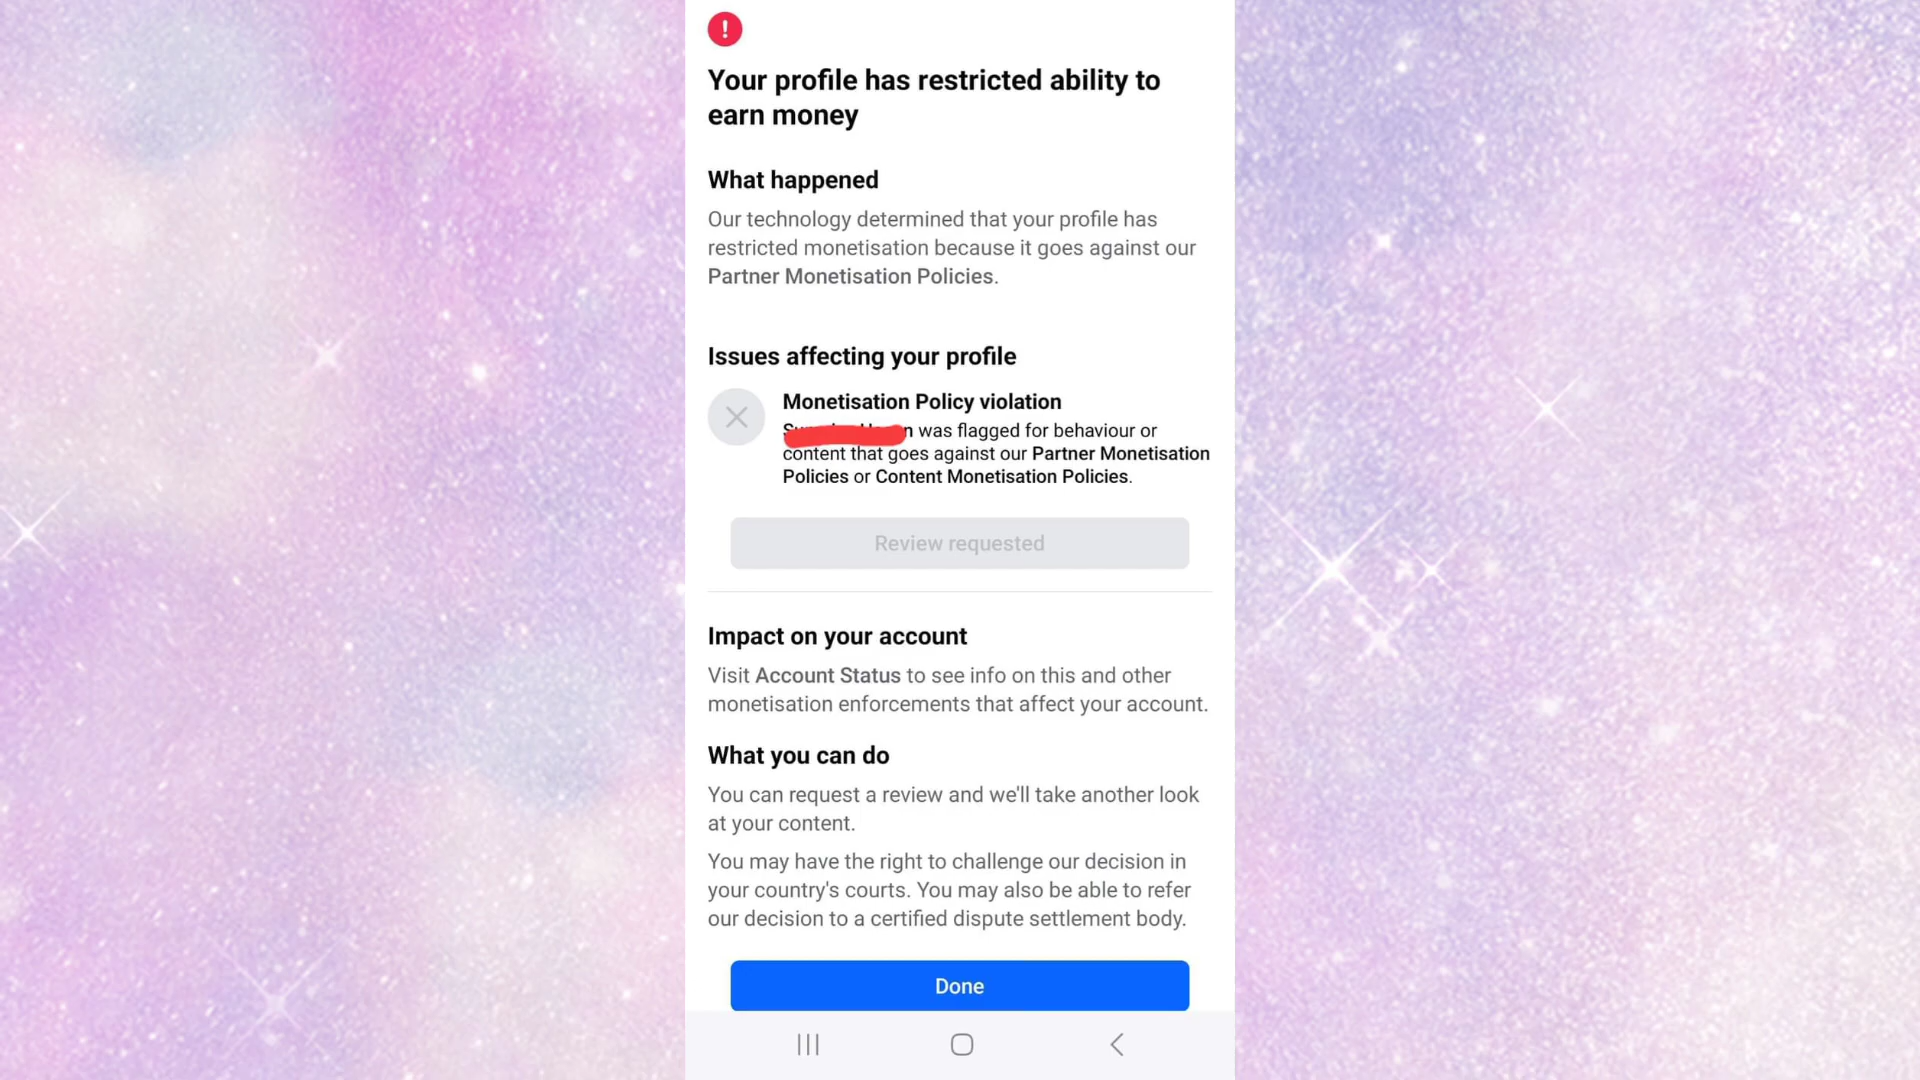 Your profile has restricted ability to
earn money
What happened
Our technology determined that your profile has
restricted monetisation because it goes against our
Partner Monetisation Policies.
Issues affecting your profile
Monetisation Policy violation
was flagged for behaviour or
content that goes against our Partner Monetisation
Policies or Content Monetisation Policies.
Review requested
Impact on your account
Visit Account Status to see info on this and other
monetisation enforcements that affect your account.
What you can do
You can request a review and we'll take another look
at your content.
You may have the right to challenge our decision in
your country's courts. You may also be able to refer
our decision to a certified dispute settlement body.
Done